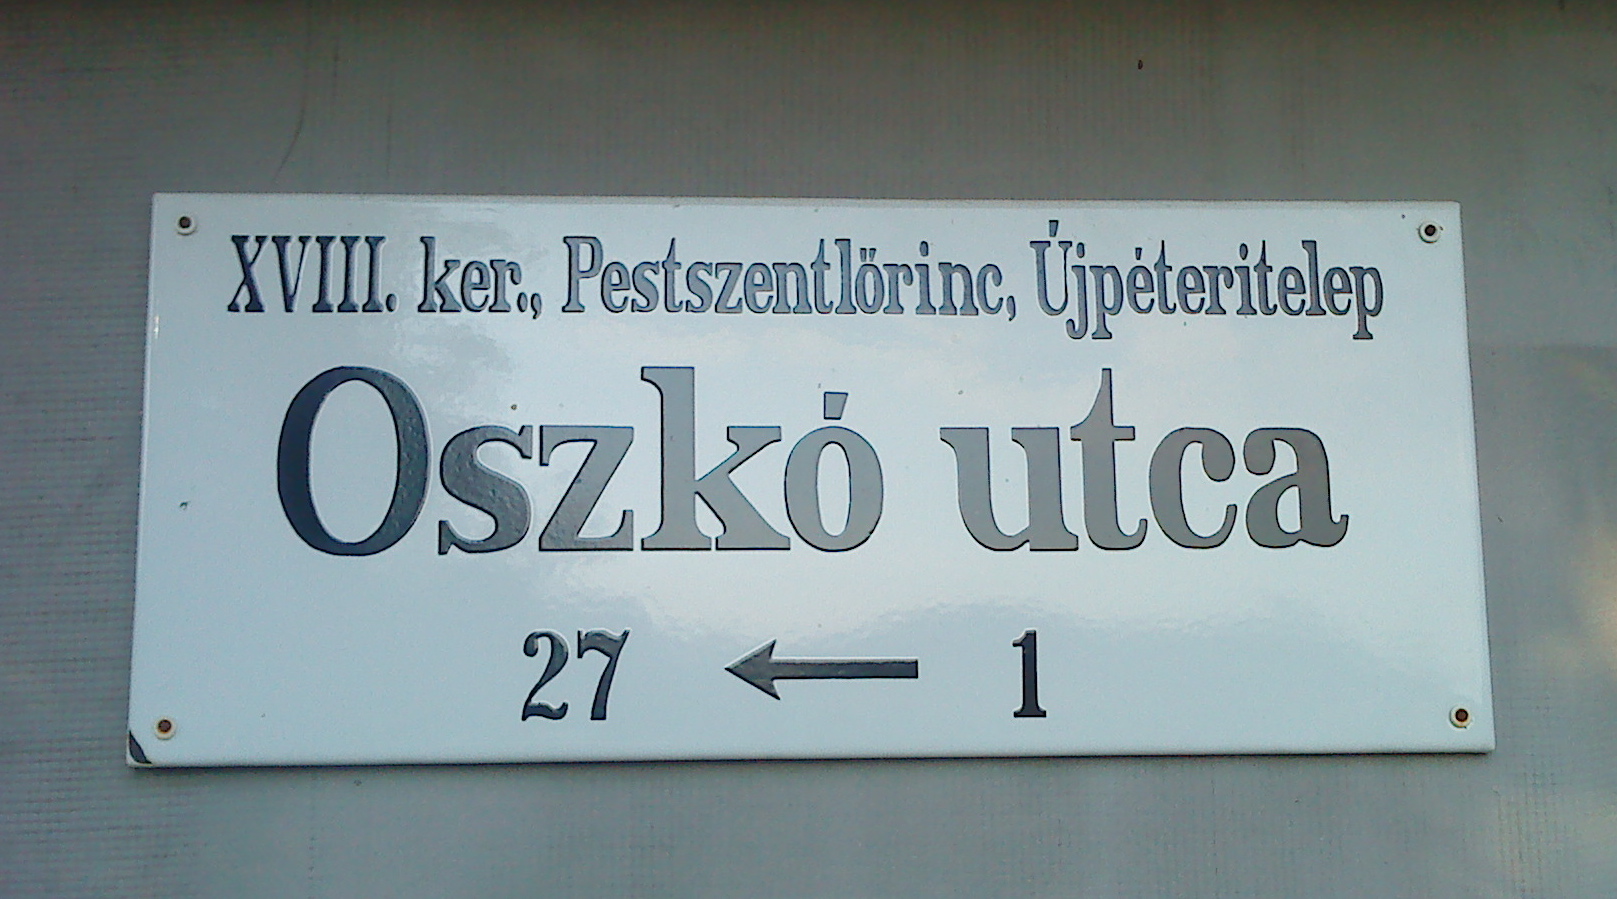 XVIII. ker., Pestszentlőrinc, Újpéteritelep
Oszkó utca
27 ← 1